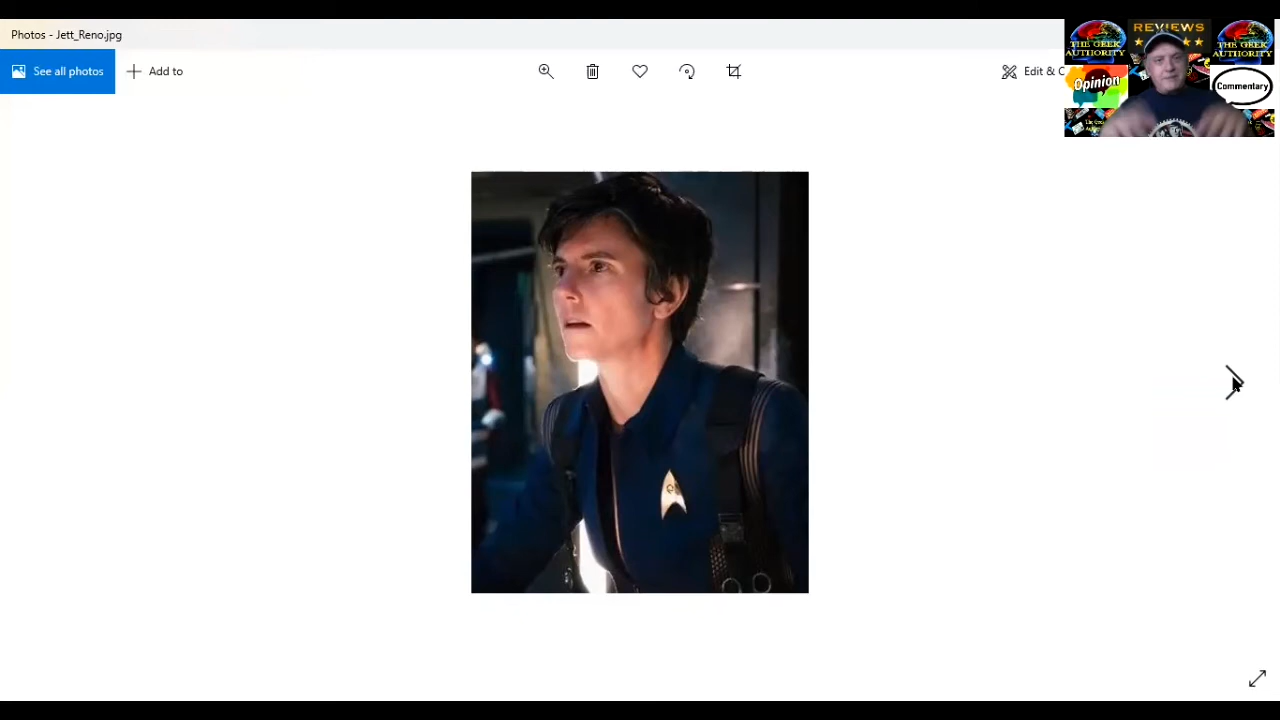 Photos - Jett_Reno.jpg
See all photos
Add to
Edit & C
THE GEEK AUTHORITY
REVIEWS
THE GEEK AUTHORITY
Opinion
Commentary